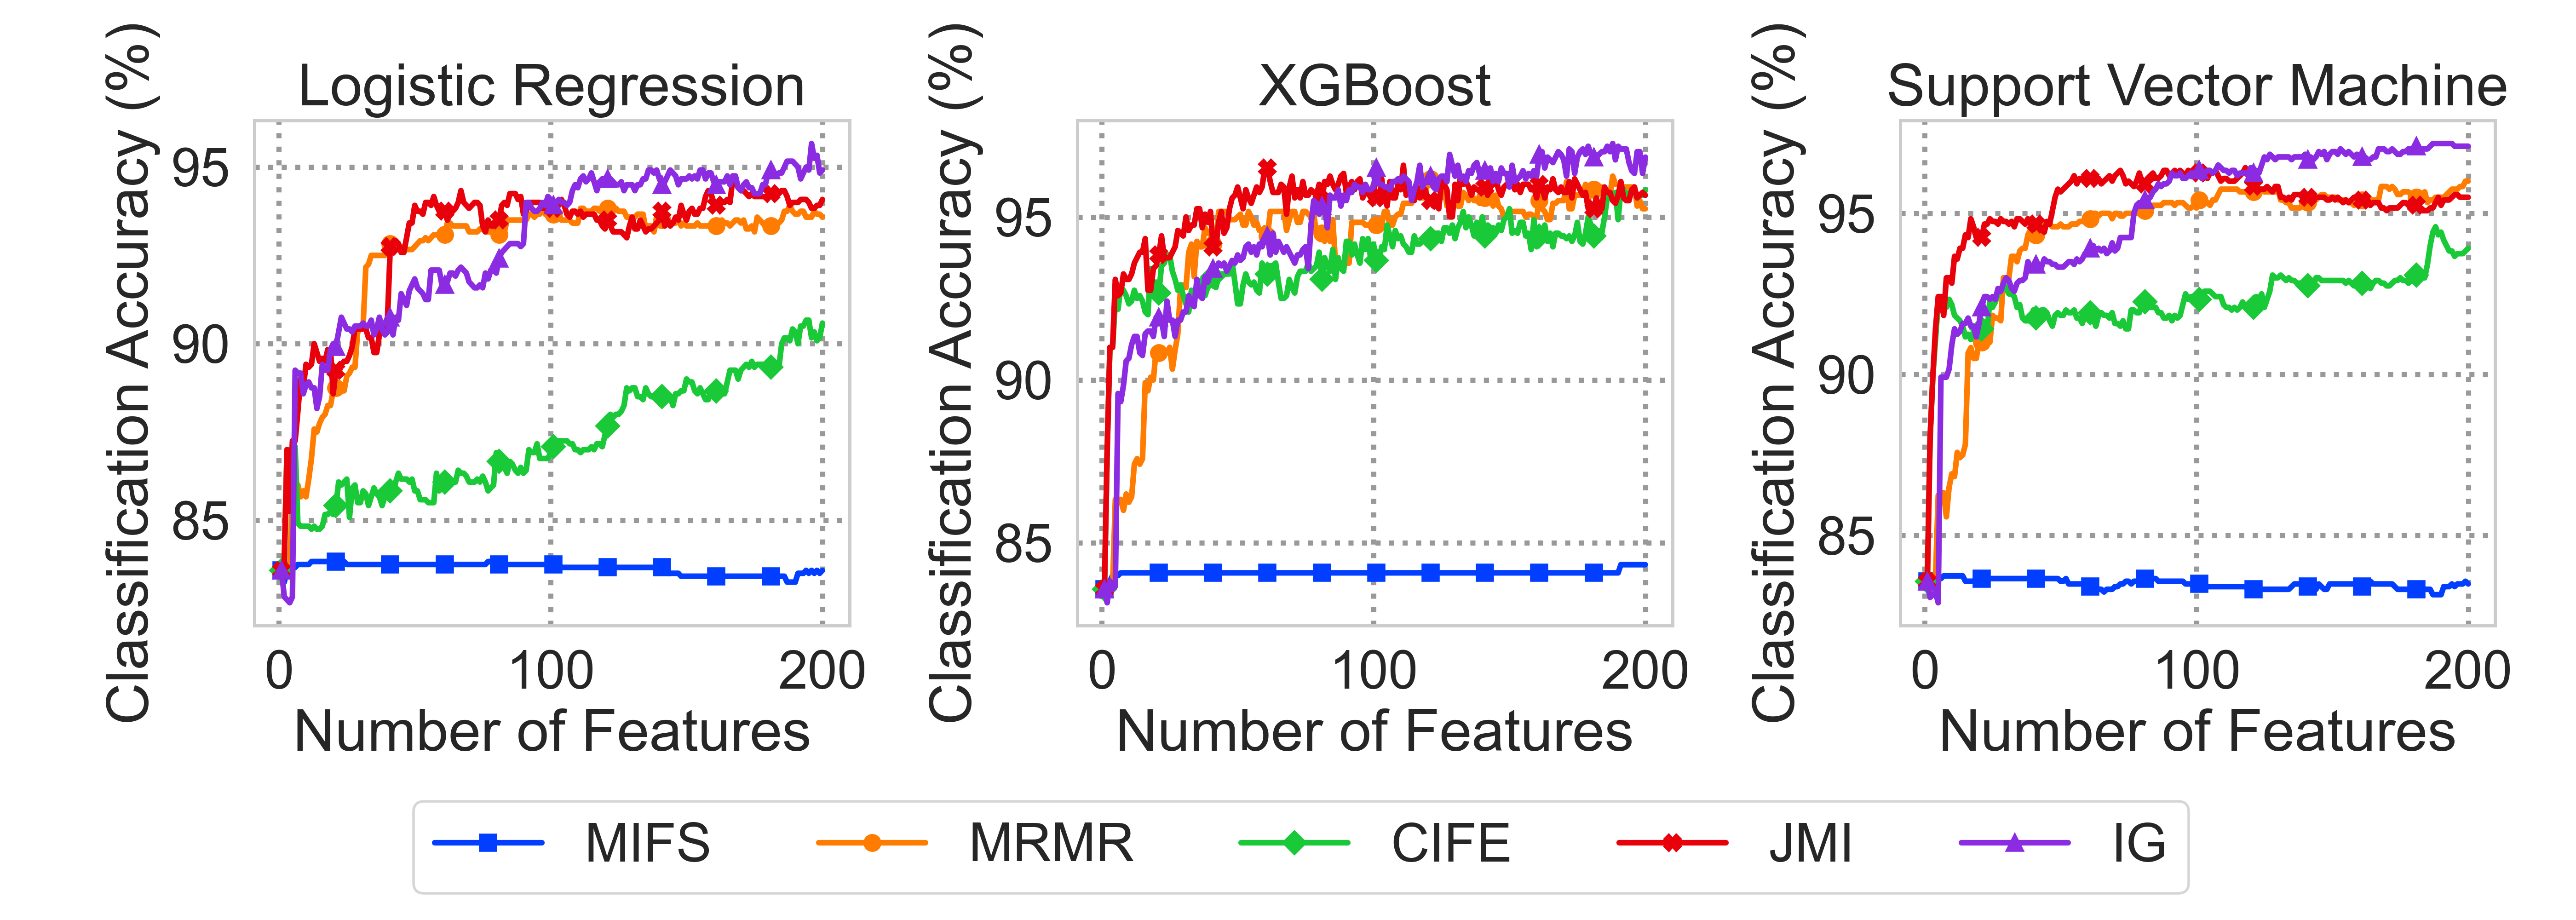 Logistic Regression
Classification Accuracy (%)
95
90
85
0 100 200
Number of Features
XGBoost
Classification Accuracy (%)
95
90
85
0 100 200
Number of Features
Support Vector Machine
Classification Accuracy (%)
95
90
85
0 100 200
Number of Features
MIFS MRMR CIFE JMI IG